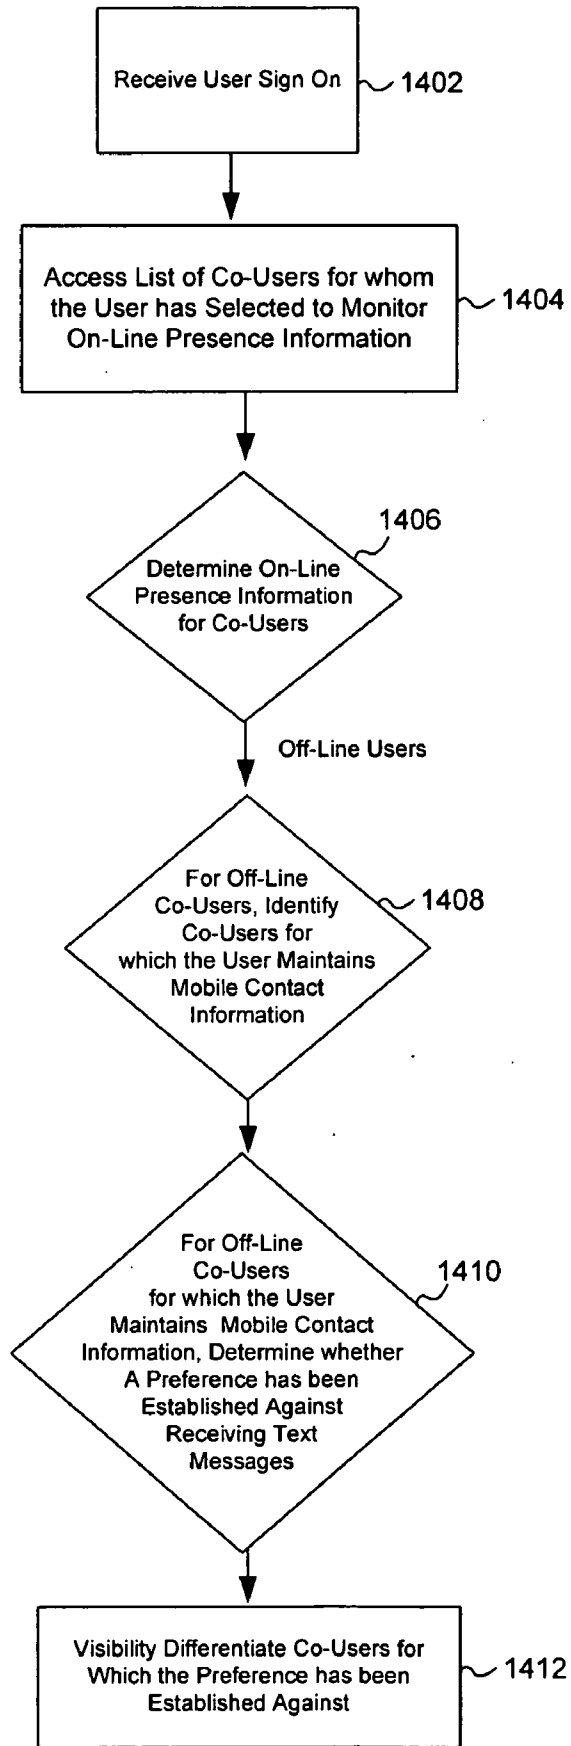 Receive User Sign On
1402
Access List of Co-Users for whom
the User has Selected to Monitor
On-Line Presence Information
1404
1406
Determine On-Line
Presence Information
for Co-Users
Off-Line Users
For Off-Line
Co-Users, Identify
Co-Users for
which the User Maintains
Mobile Contact
Information
1408
For Off-Line
Co-Users
for which the User
Maintains Mobile Contact
Information, Determine whether
A Preference has been
Established Against
Receiving Text
Messages
1410
Visibility Differentiate Co-Users for
Which the Preference has been
Established Against
1412